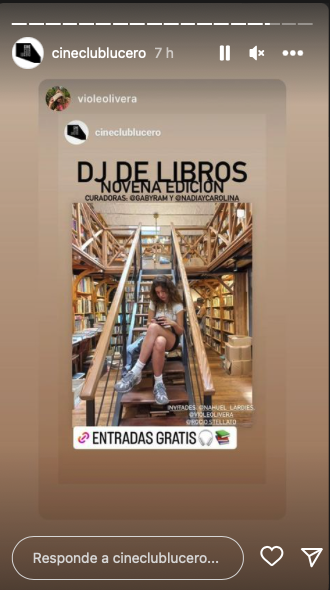 cineclublucero 7 h
violeolivera
cineclublucero
DJ DE LIBROS
NOVENA EDICIÓN
CURADORAS: @GABYRAM Y @NADIAYCAROLINA
INVITADES: @NAHUEL_LARDIES,
@VIOLEOLIVERA
@ROCIO.STELLATO
ENTRADAS GRATIS
Responde a cineclublucero...